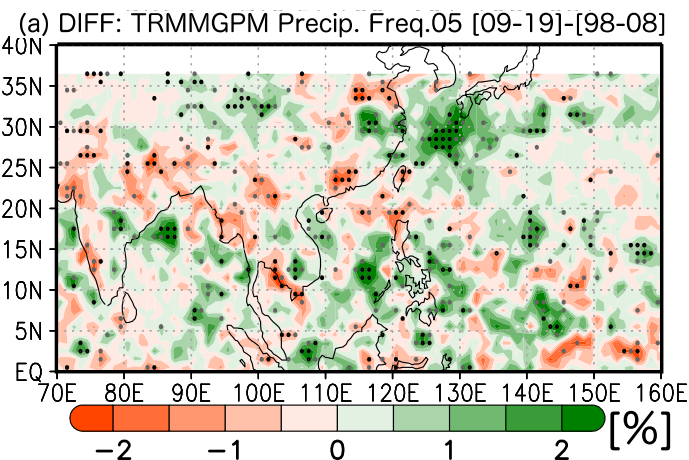 (a) DIFF: TRMMGPM Precip. Freq.05 [09-19]-[98-08]
40N
35N
30N
25N
20N
15N
10N
5N
EQ
70E 80E 90E 100E 110E 120E 130E 140E 150E 160E
−2 −1 0 1 2 [%]